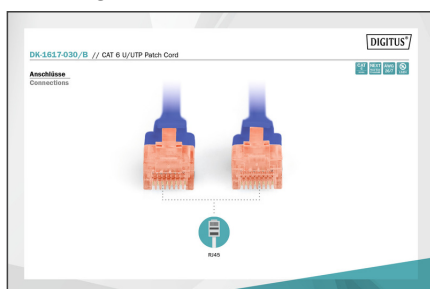 DIGITUS®
DK-1617-030/B // CAT 6 U/UTP Patch Cord
Anschlüsse
Connections
RJ45